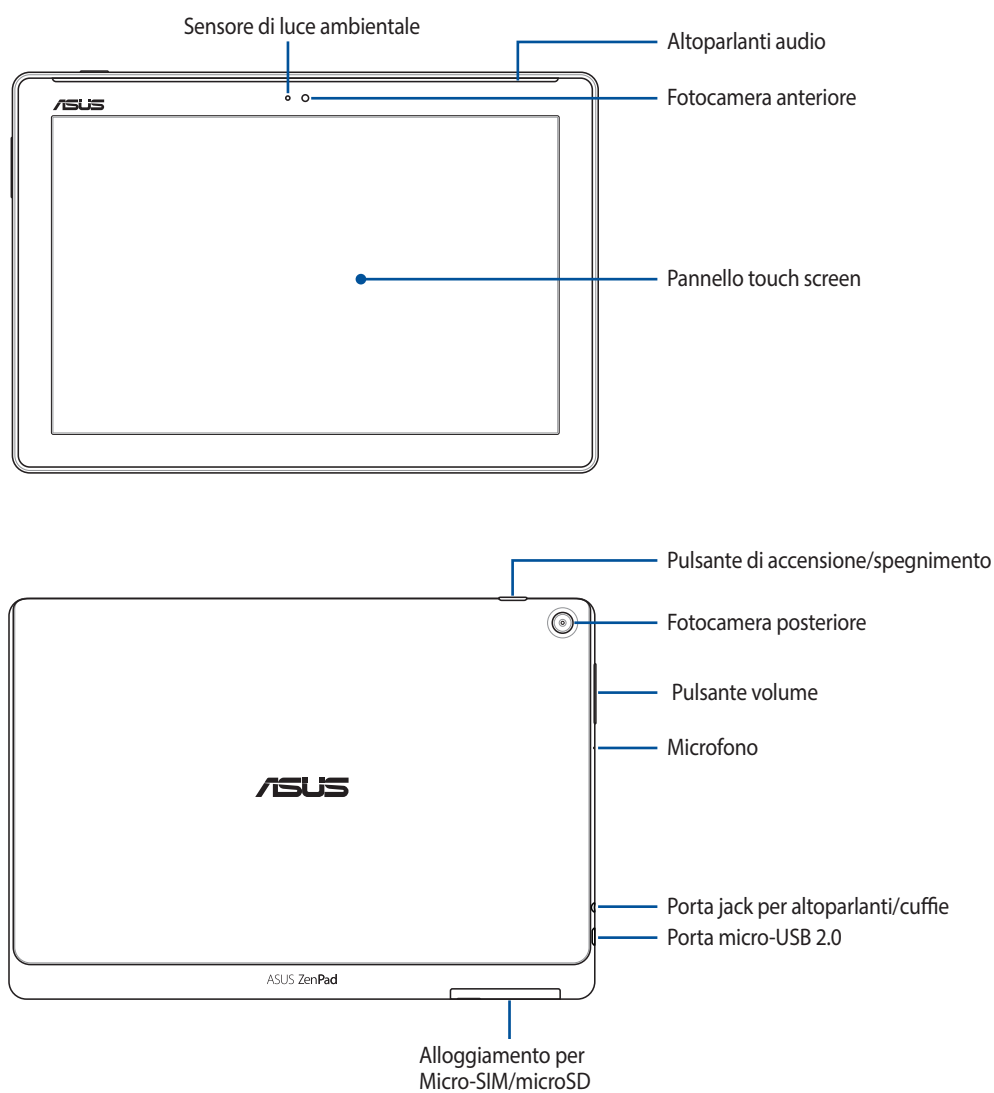 Sensore di luce ambientale
Altoparlanti audio
Fotocamera anteriore
ASUS
Pannello touch screen
Pulsante di accensione/spegnimento
Fotocamera posteriore
Pulsante volume
Microfono
ASUS
Porta jack per altoparlanti/cuffie
Porta micro-USB 2.0
ASUS ZenPad
Alloggiamento per
Micro-SIM/microSD